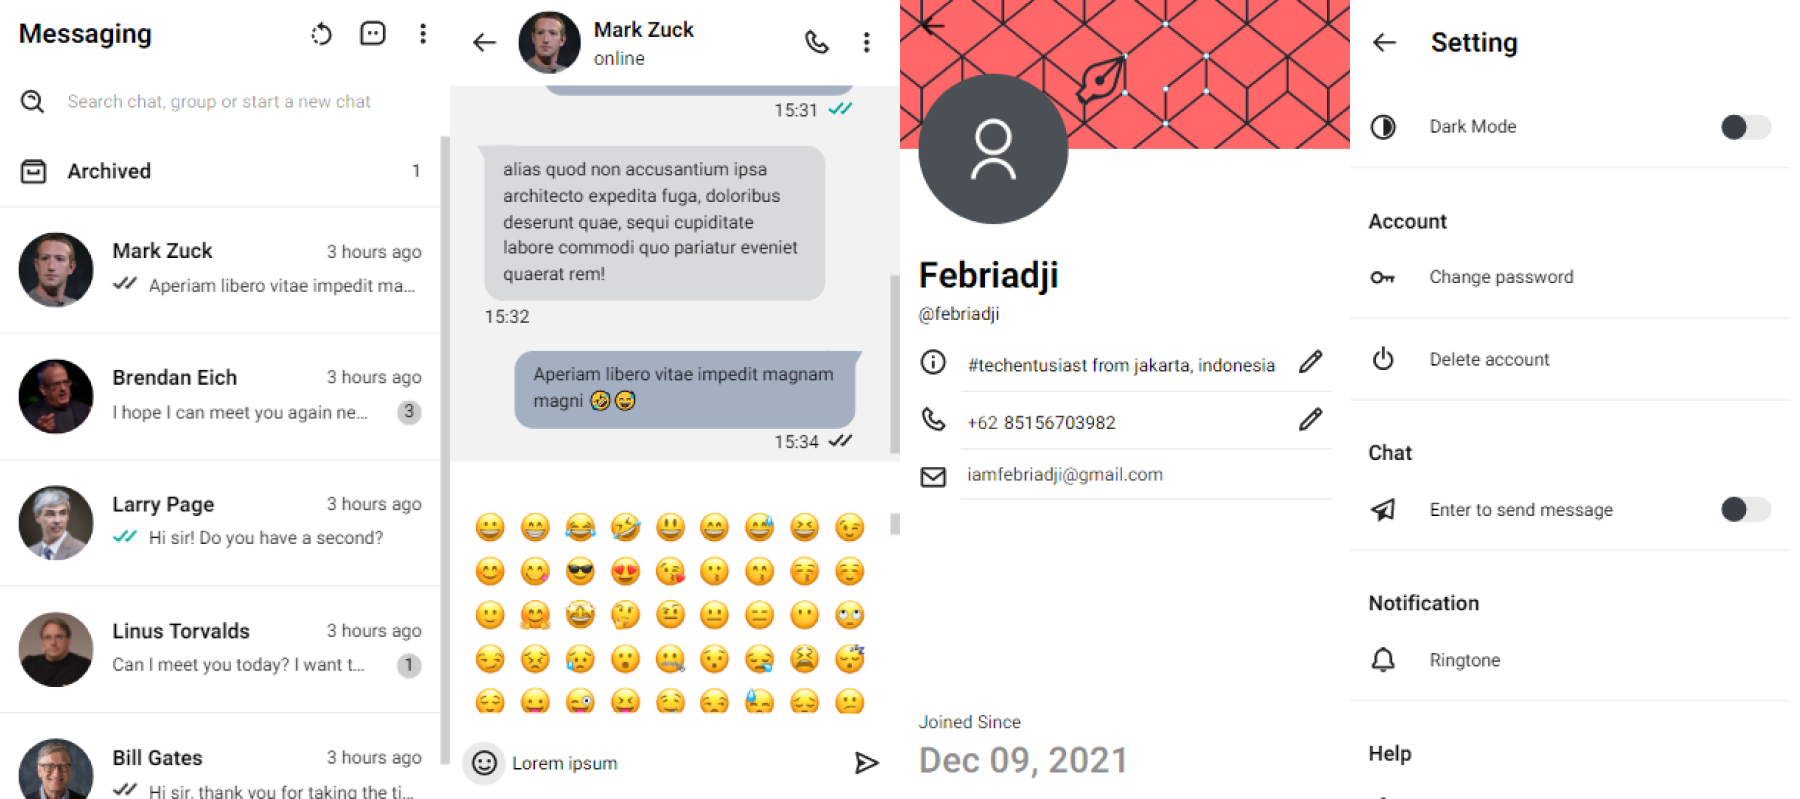 Messaging
Search chat, group or start a new chat
Archived 1
Mark Zuck 3 hours ago
Aperiam libero vitae impedit ma...
Brendan Eich 3 hours ago
I hope I can meet you again ne... 3
Larry Page 3 hours ago
Hi sir! Do you have a second?
Linus Torvalds 3 hours ago
Can I meet you today? I want t... 1
Bill Gates 3 hours ago
Hi sir, thank you for taking the ti...
Mark Zuck
online
15:31
alias quod non accusantium ipsa
architecto expedita fuga, doloribus
deserunt quae, sequi cupiditate
labore commodi quo pariatur eveniet
quaerat rem!
15:32
Aperiam libero vitae impedit magnam
magni 🤣😅
15:34
Lorem ipsum
Febriadji
@febriadji
#techentusiast from jakarta, indonesia
+62 85156703982
iamfebriadji@gmail.com
Joined Since
Dec 09, 2021
Setting
Dark Mode
Account
Change password
Delete account
Chat
Enter to send message
Notification
Ringtone
Help